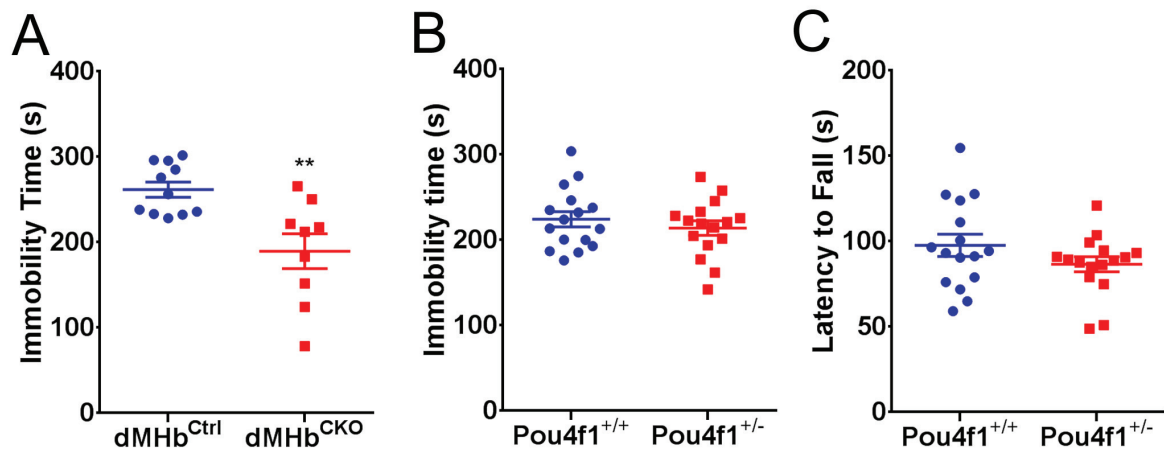 A
Immobility Time (s)
400
300
200
100
0
**
dMHb^Ctrl
dMHb^CKO
B
Immobility time (s)
400
300
200
100
0
Pou4f1^+/+
Pou4f1^+/-
C
Latency to Fall (s)
200
150
100
50
0
Pou4f1^+/+
Pou4f1^+/-